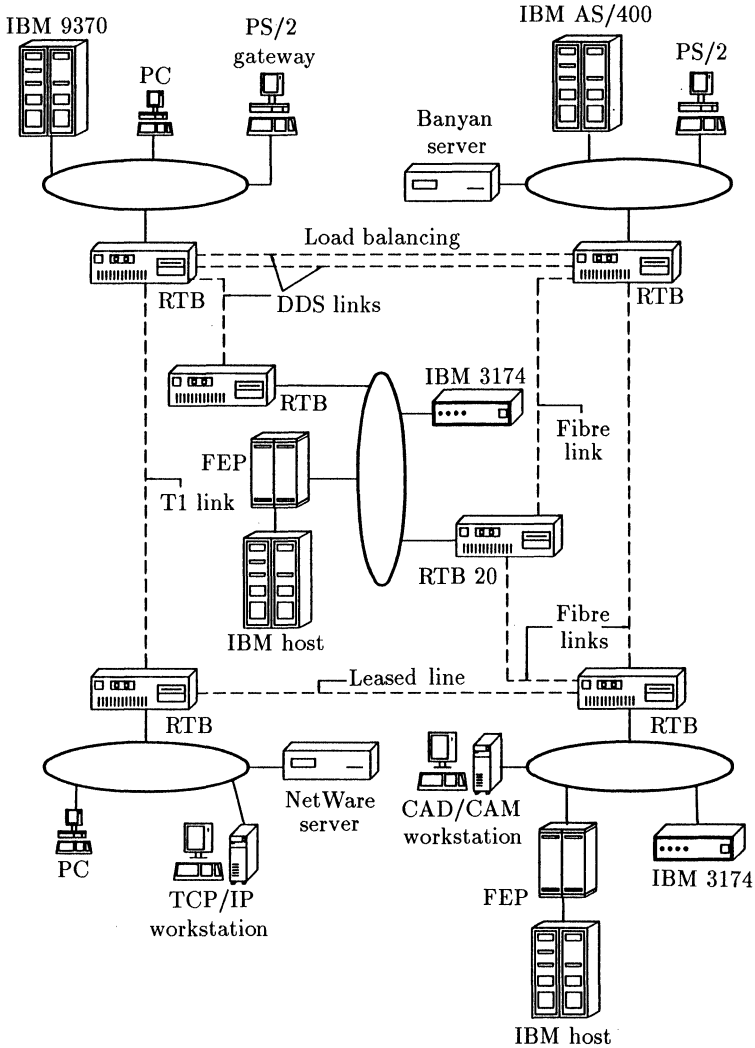 IBM 9370
PC
PS/2
gateway
IBM AS/400
PS/2
Banyan
server
Load balancing
RTB
DDS links
RTB
RTB
IBM 3174
Fibre
link
FEP
T1 link
RTB 20
IBM host
Fibre
links
Leased line
RTB
RTB
NetWare
server
CAD/CAM
workstation
PC
TCP/IP
workstation
FEP
IBM 3174
IBM host